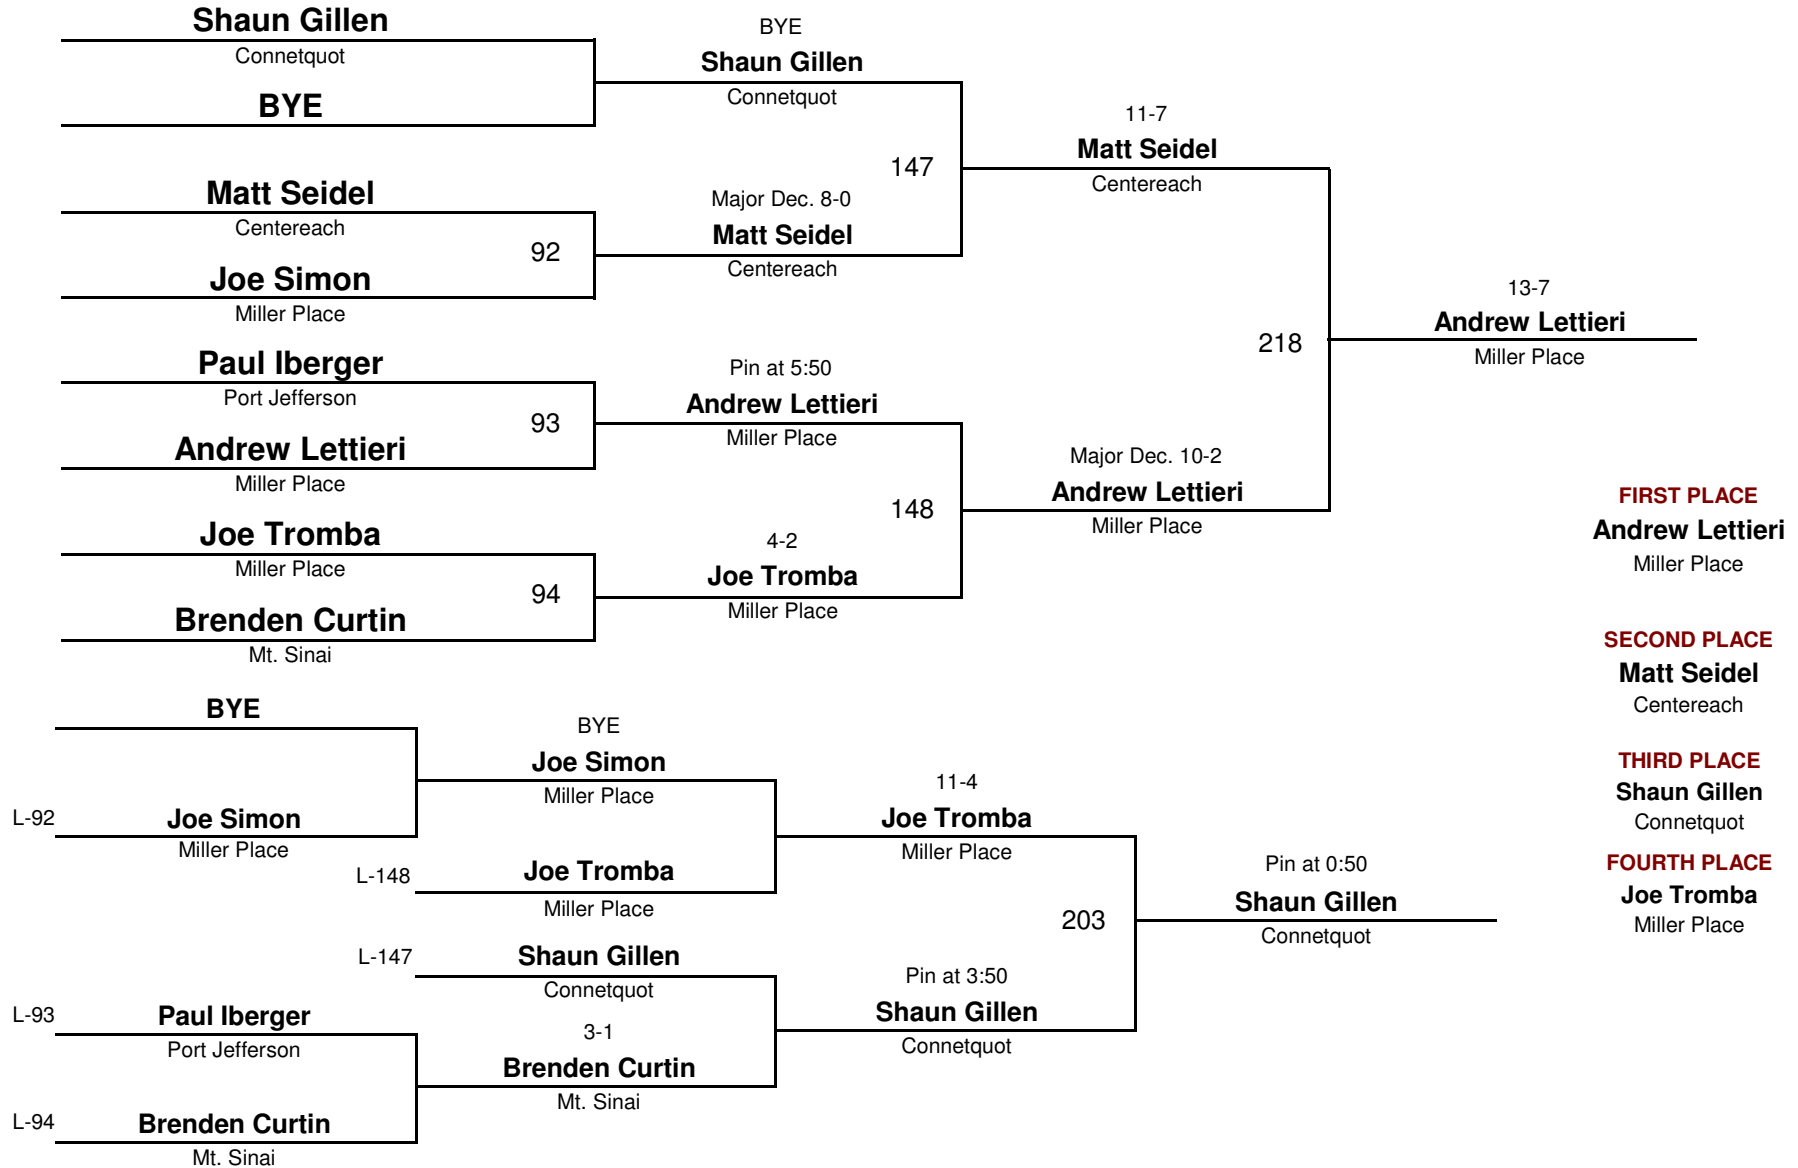 Shaun Gillen
Connetquot
BYE
Matt Seidel
Centereach
92
Joe Simon
Miller Place
Paul Iberger
Port Jefferson
93
Andrew Lettieri
Miller Place
Joe Tromba
Miller Place
94
Brenden Curtin
Mt. Sinai
BYE
Shaun Gillen
Connetquot
147
Major Dec. 8-0
Matt Seidel
Centereach
Pin at 5:50
Andrew Lettieri
Miller Place
148
4-2
Joe Tromba
Miller Place
11-7
Matt Seidel
Centereach
218
Major Dec. 10-2
Andrew Lettieri
Miller Place
13-7
Andrew Lettieri
Miller Place
FIRST PLACE
Andrew Lettieri
Miller Place
SECOND PLACE
Matt Seidel
Centereach
THIRD PLACE
Shaun Gillen
Connetquot
FOURTH PLACE
Joe Tromba
Miller Place
BYE
L-92
Joe Simon
Miller Place
L-93
Paul Iberger
Port Jefferson
L-94
Brenden Curtin
Mt. Sinai
BYE
Joe Simon
Miller Place
L-148
Joe Tromba
Miller Place
L-147
Shaun Gillen
Connetquot
3-1
Brenden Curtin
Mt. Sinai
11-4
Joe Tromba
Miller Place
203
Pin at 3:50
Shaun Gillen
Connetquot
Pin at 0:50
Shaun Gillen
Connetquot